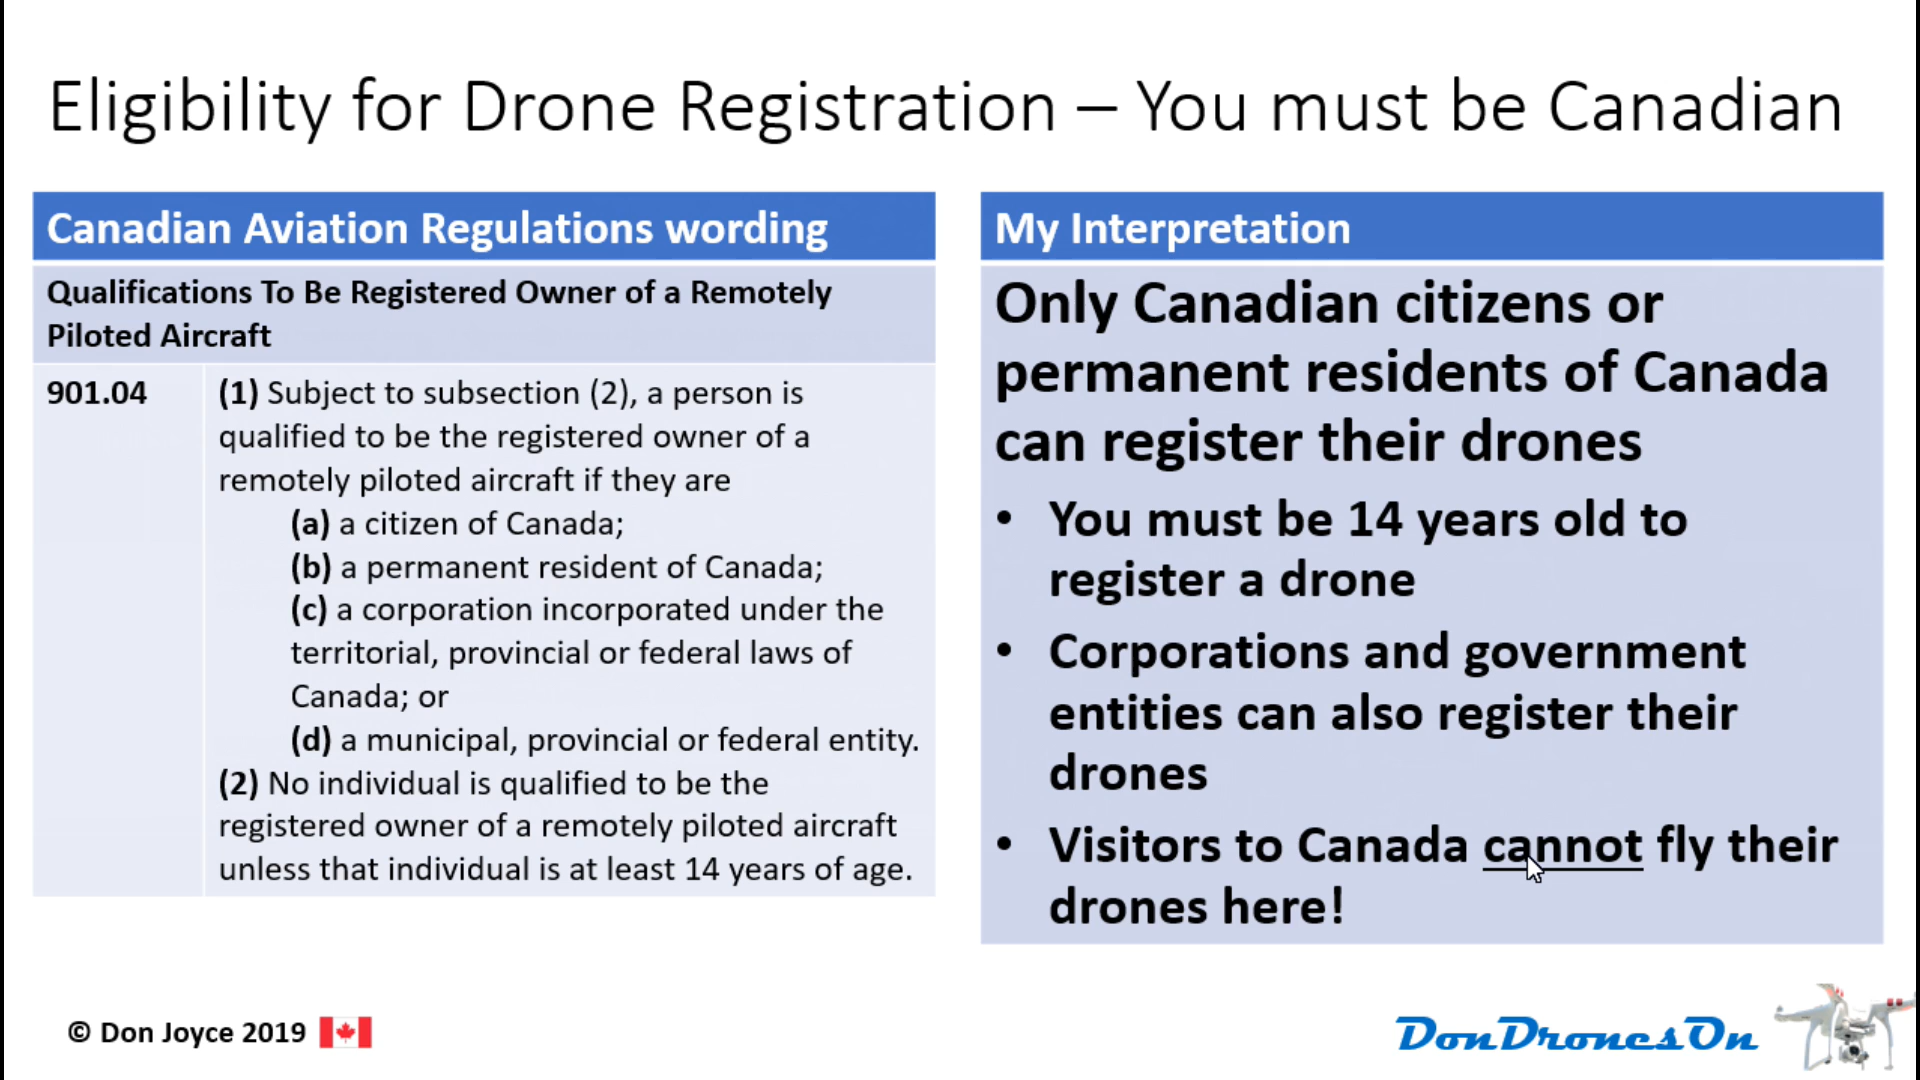 Eligibility for Drone Registration – You must be Canadian
Canadian Aviation Regulations wording
Qualifications To Be Registered Owner of a Remotely
Piloted Aircraft
901.04
(1) Subject to subsection (2), a person is
qualified to be the registered owner of a
remotely piloted aircraft if they are
(a) a citizen of Canada;
(b) a permanent resident of Canada;
(c) a corporation incorporated under the
territorial, provincial or federal laws of
Canada; or
(d) a municipal, provincial or federal entity.
(2) No individual is qualified to be the
registered owner of a remotely piloted aircraft
unless that individual is at least 14 years of age.
My Interpretation
Only Canadian citizens or
permanent residents of Canada
can register their drones
• You must be 14 years old to
register a drone
• Corporations and government
entities can also register their
drones
• Visitors to Canada cannot fly their
drones here!
© Don Joyce 2019
DonDronesOn